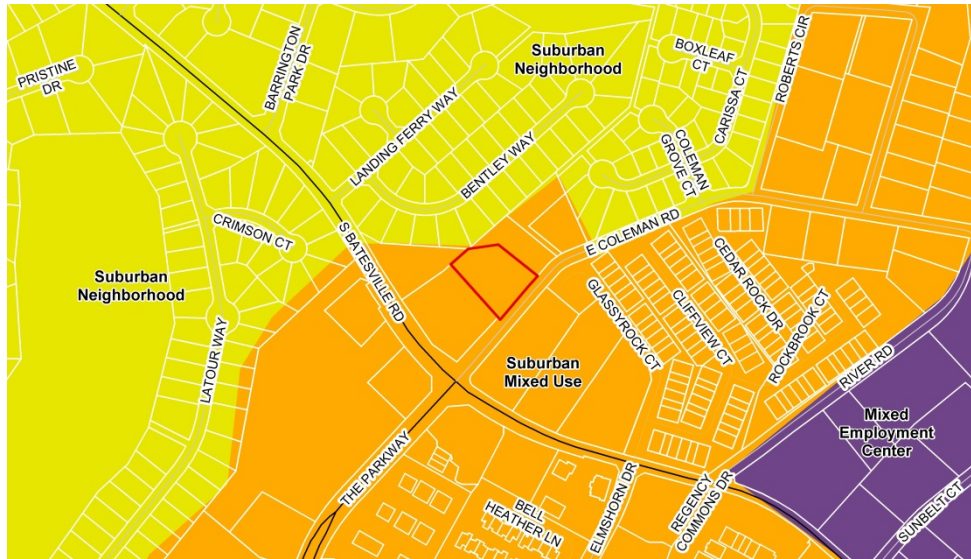 PRISTINE
DR
BARRINGTON
PARK DR
LANDING FERRY WAY
Suburban
Neighborhood
BENTLEY WAY
BOXLEAF
CT
CARISSA CT
COLEMAN
GROVE CT
ROBERTS CIR
CRIMSON CT
S BATESVILLE RD
E COLEMAN RD
Suburban
Neighborhood
LATOUR WAY
GLASSYROCK CT
CLIFFVIEW CT
CEDAR ROCK DR
ROCKBROOK CT
RIVER RD
Suburban
Mixed Use
Mixed
Employment
Center
THE PARKWAY
BELL
HEATHER LN
ELMSHORN DR
REGENCY
COMMONS DR
SUNBELT CT